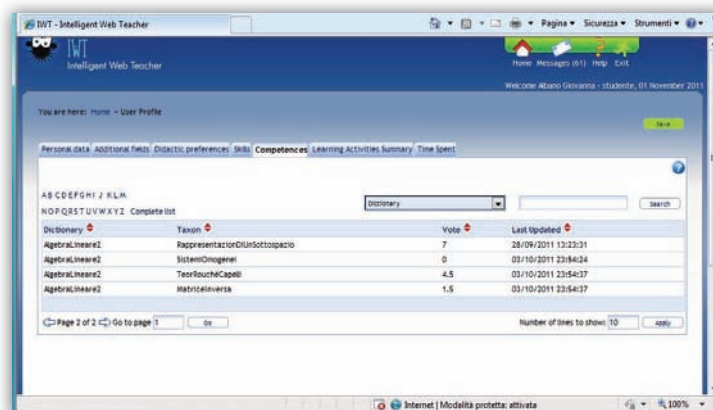 IWT - Intelligent Web Teacher
Pagina Sicurezza Strumenti
IWT
Intelligent Web Teacher
Home Messages (61) Help Exit
Welcome Albano Giovanna - studente, 01 November 2011
You are here: Home - User Profile
Save
Personal data Additional fields Didactic preferences Skills Competences Learning Activities Summary Time Spent
A B C D E F G H I J K L M
N O P Q R S T U V W X Y Z Complete list
Dictionary
Search
Dictionary Taxon Vote Last Updated
AlgebraLineare2 RappresentazionDiUnSottospazio 7 28/09/2011 13:23:31
AlgebraLineare2 SistemiOmogenei 0 03/10/2011 23:54:24
AlgebraLineare2 TeorRouchéCapelli 4.5 03/10/2011 23:54:37
AlgebraLineare2 MatriceInversa 1.5 03/10/2011 23:54:37
Page 2 of 2 Go to page 1 Go
Number of lines to show: 10 Apply
Internet | Modalità protetta: attivata
100%